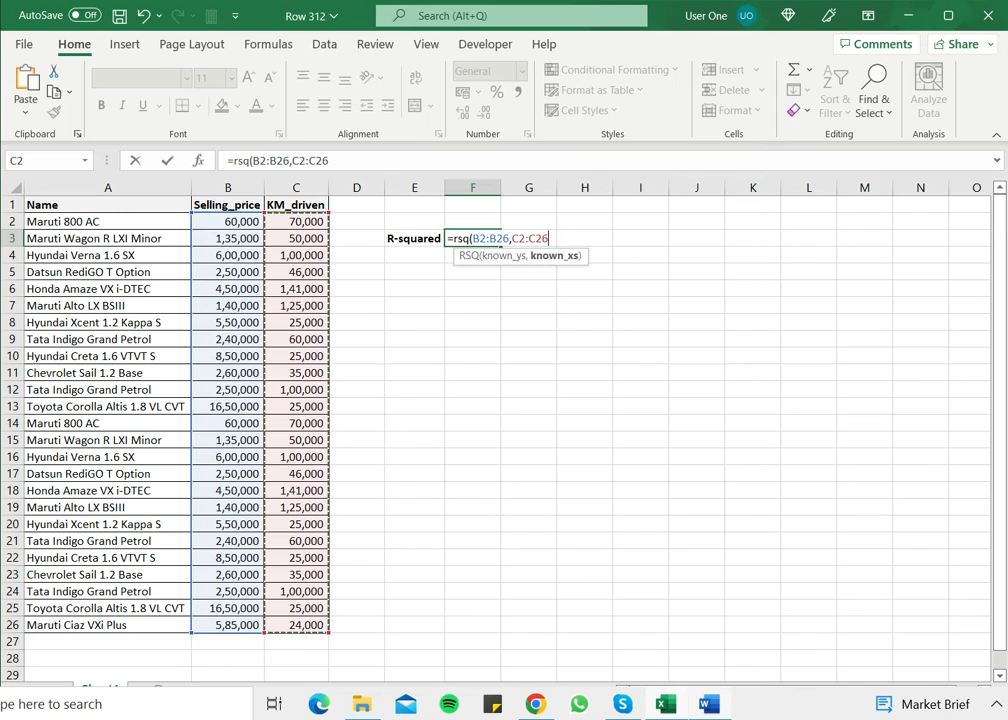 AutoSave Off Row 312 Search (Alt+Q) User One UO
File Home Insert Page Layout Formulas Data Review View Developer Help Comments Share
Paste 11 General Conditional Formatting Insert Sort & Find & Analyze
Format as Table Delete Filter Select Data
B I U A Cell Styles Format
Clipboard Font Alignment Number Styles Cells Editing Analysis
C2 fx =rsq(B2:B26,C2:C26
A B C D E F G H I J K L M N O
1 Name Selling_price KM_driven
2 Maruti 800 AC 60,000 70,000
3 Maruti Wagon R LXI Minor 1,35,000 50,000 R-squared =rsq(B2:B26,C2:C26
4 Hyundai Verna 1.6 SX 6,00,000 1,00,000 RSQ(known_ys, known_xs)
5 Datsun RediGO T Option 2,50,000 46,000
6 Honda Amaze VX i-DTEC 4,50,000 1,41,000
7 Maruti Alto LX BSIII 1,40,000 1,25,000
8 Hyundai Xcent 1.2 Kappa S 5,50,000 25,000
9 Tata Indigo Grand Petrol 2,40,000 60,000
10 Hyundai Creta 1.6 VTVT S 8,50,000 25,000
11 Chevrolet Sail 1.2 Base 2,60,000 35,000
12 Tata Indigo Grand Petrol 2,50,000 1,00,000
13 Toyota Corolla Altis 1.8 VL CVT 16,50,000 25,000
14 Maruti 800 AC 60,000 70,000
15 Maruti Wagon R LXI Minor 1,35,000 50,000
16 Hyundai Verna 1.6 SX 6,00,000 1,00,000
17 Datsun RediGO T Option 2,50,000 46,000
18 Honda Amaze VX i-DTEC 4,50,000 1,41,000
19 Maruti Alto LX BSIII 1,40,000 1,25,000
20 Hyundai Xcent 1.2 Kappa S 5,50,000 25,000
21 Tata Indigo Grand Petrol 2,40,000 60,000
22 Hyundai Creta 1.6 VTVT S 8,50,000 25,000
23 Chevrolet Sail 1.2 Base 2,60,000 35,000
24 Tata Indigo Grand Petrol 2,50,000 1,00,000
25 Toyota Corolla Altis 1.8 VL CVT 16,50,000 25,000
26 Maruti Ciaz VXi Plus 5,85,000 24,000
27
28
29
pe here to search Market Brief